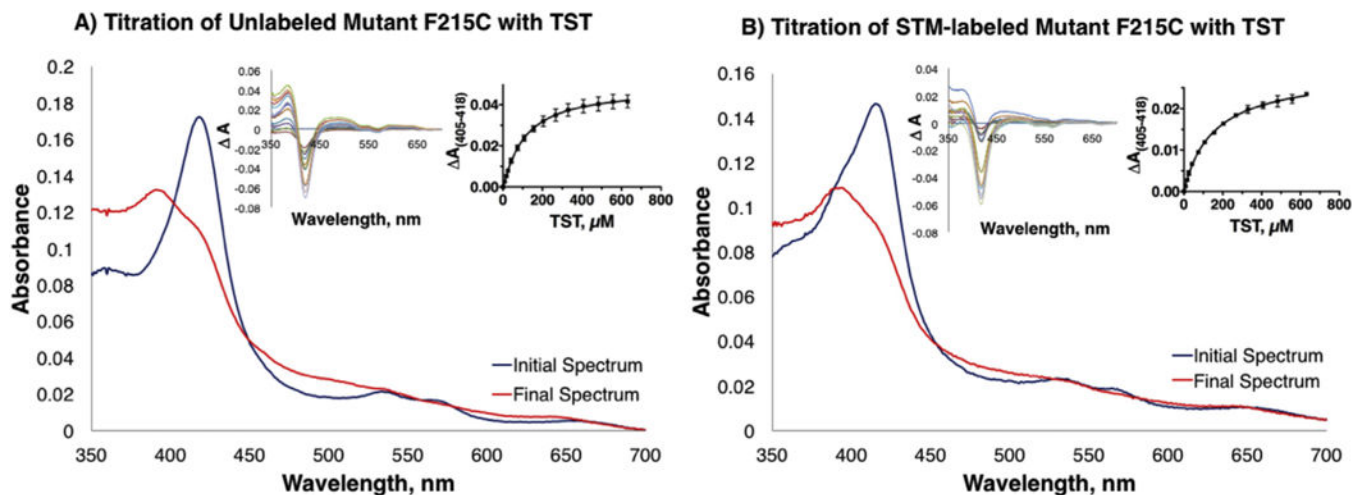 A) Titration of Unlabeled Mutant F215C with TST
0.2
0.18
0.16
0.14
0.12
0.1
0.08
0.06
0.04
0.02
0
350 400 450 500 550 600 650 700
Absorbance
Wavelength, nm
Initial Spectrum
Final Spectrum
0.06
0.04
0.02
0
-0.02
-0.04
-0.06
-0.08
350 450 550 650
Δ A
Wavelength, nm
0.04
0.02
0.00
0 200 400 600 800
ΔA(405-418)
TST, μM
B) Titration of STM-labeled Mutant F215C with TST
0.16
0.14
0.12
0.1
0.08
0.06
0.04
0.02
0
350 400 450 500 550 600 650 700
Absorbance
Wavelength, nm
Initial Spectrum
Final Spectrum
0.04
0.02
0
-0.02
-0.04
-0.06
-0.08
350 450 550 650
Δ A
Wavelength, nm
0.02
0.01
0.00
0 200 400 600 800
ΔA(405-418)
TST, μM